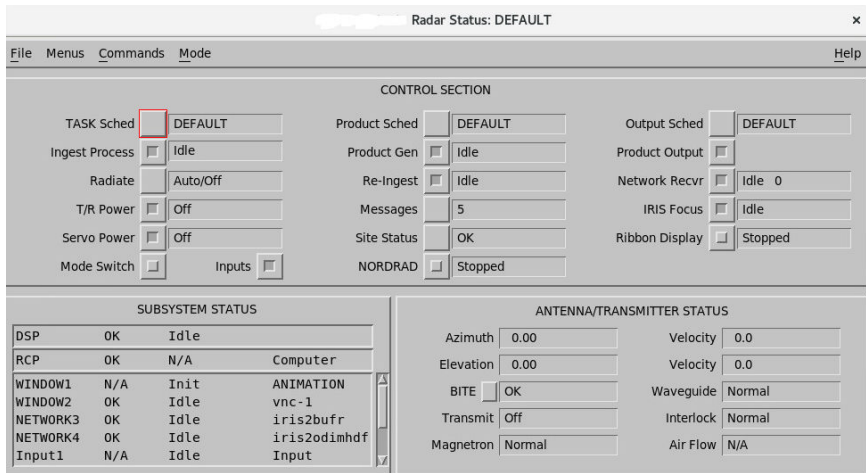 Radar Status: DEFAULT ×
File Menus Commands Mode Help
CONTROL SECTION
TASK Sched DEFAULT Product Sched DEFAULT Output Sched DEFAULT
Ingest Process Idle Product Gen Idle Product Output
Radiate Auto/Off Re-Ingest Idle Network Recvr Idle 0
T/R Power Off Messages 5 IRIS Focus Idle
Servo Power Off Site Status OK Ribbon Display Stopped
Mode Switch Inputs NORDRAD Stopped
SUBSYSTEM STATUS
DSP OK Idle
RCP OK N/A Computer
WINDOW1 N/A Init ANIMATION
WINDOW2 OK Idle vnc-1
NETWORK3 OK Idle iris2bufr
NETWORK4 OK Idle iris2odimhdf
Input1 N/A Idle Input
ANTENNA/TRANSMITTER STATUS
Azimuth 0.00 Velocity 0.0
Elevation 0.00 Velocity 0.0
BITE OK Waveguide Normal
Transmit Off Interlock Normal
Magnetron Normal Air Flow N/A